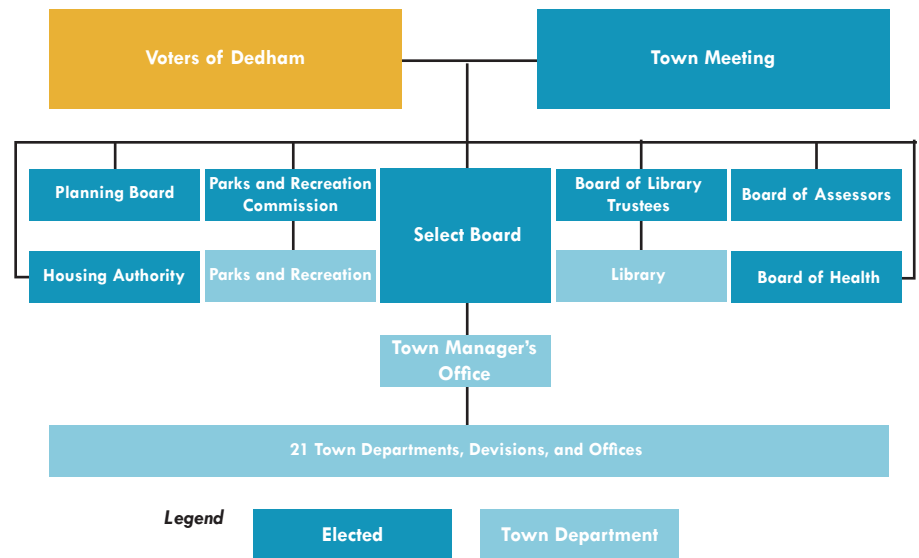 Voters of Dedham
Town Meeting
Planning Board
Parks and Recreation
Commission
Select Board
Board of Library
Trustees
Board of Assessors
Housing Authority
Parks and Recreation
Library
Board of Health
Town Manager's
Office
21 Town Departments, Devisions, and Offices
Legend
Elected
Town Department